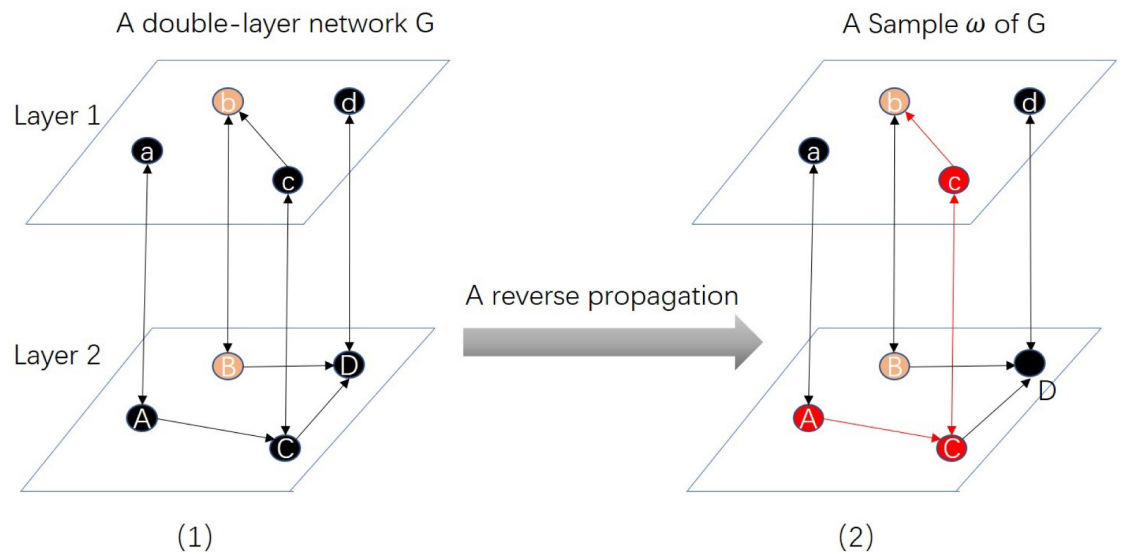 A double-layer network G
A Sample ω of G
Layer 1
b
d
a
c
b
d
a
c
A reverse propagation
Layer 2
B
D
A
C
B
D
A
C
(1)
(2)